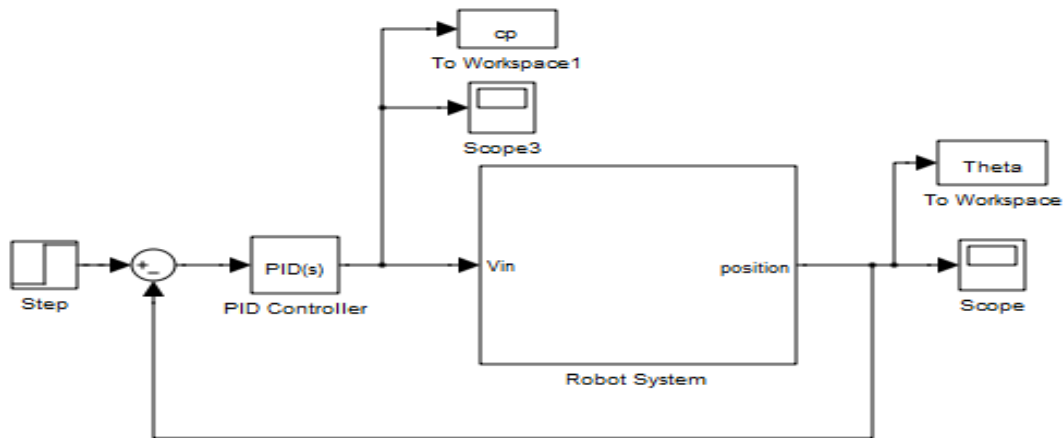 cp
To Workspace1
Scope3
Theta
To Workspace
Step
+
−
PID(s)
PID Controller
Vin
position
Robot System
Scope